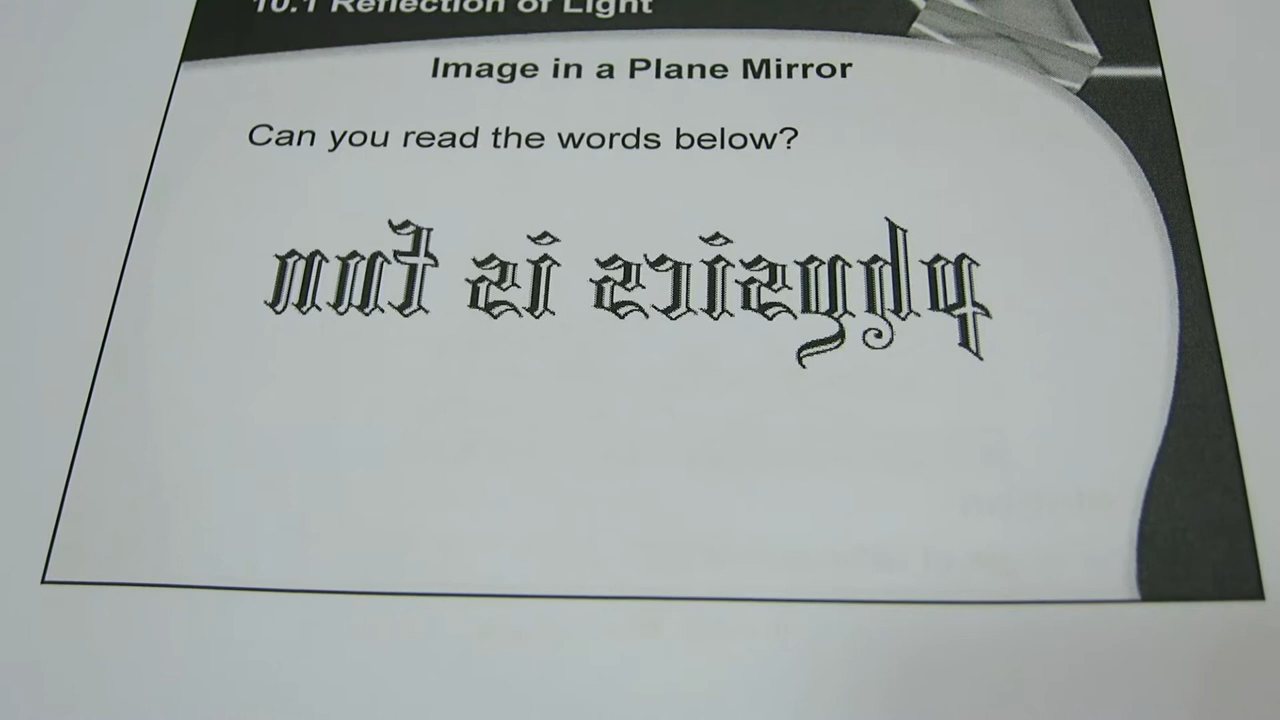 10.1 Reflection of Light
Image in a Plane Mirror
Can you read the words below?
physics is fun